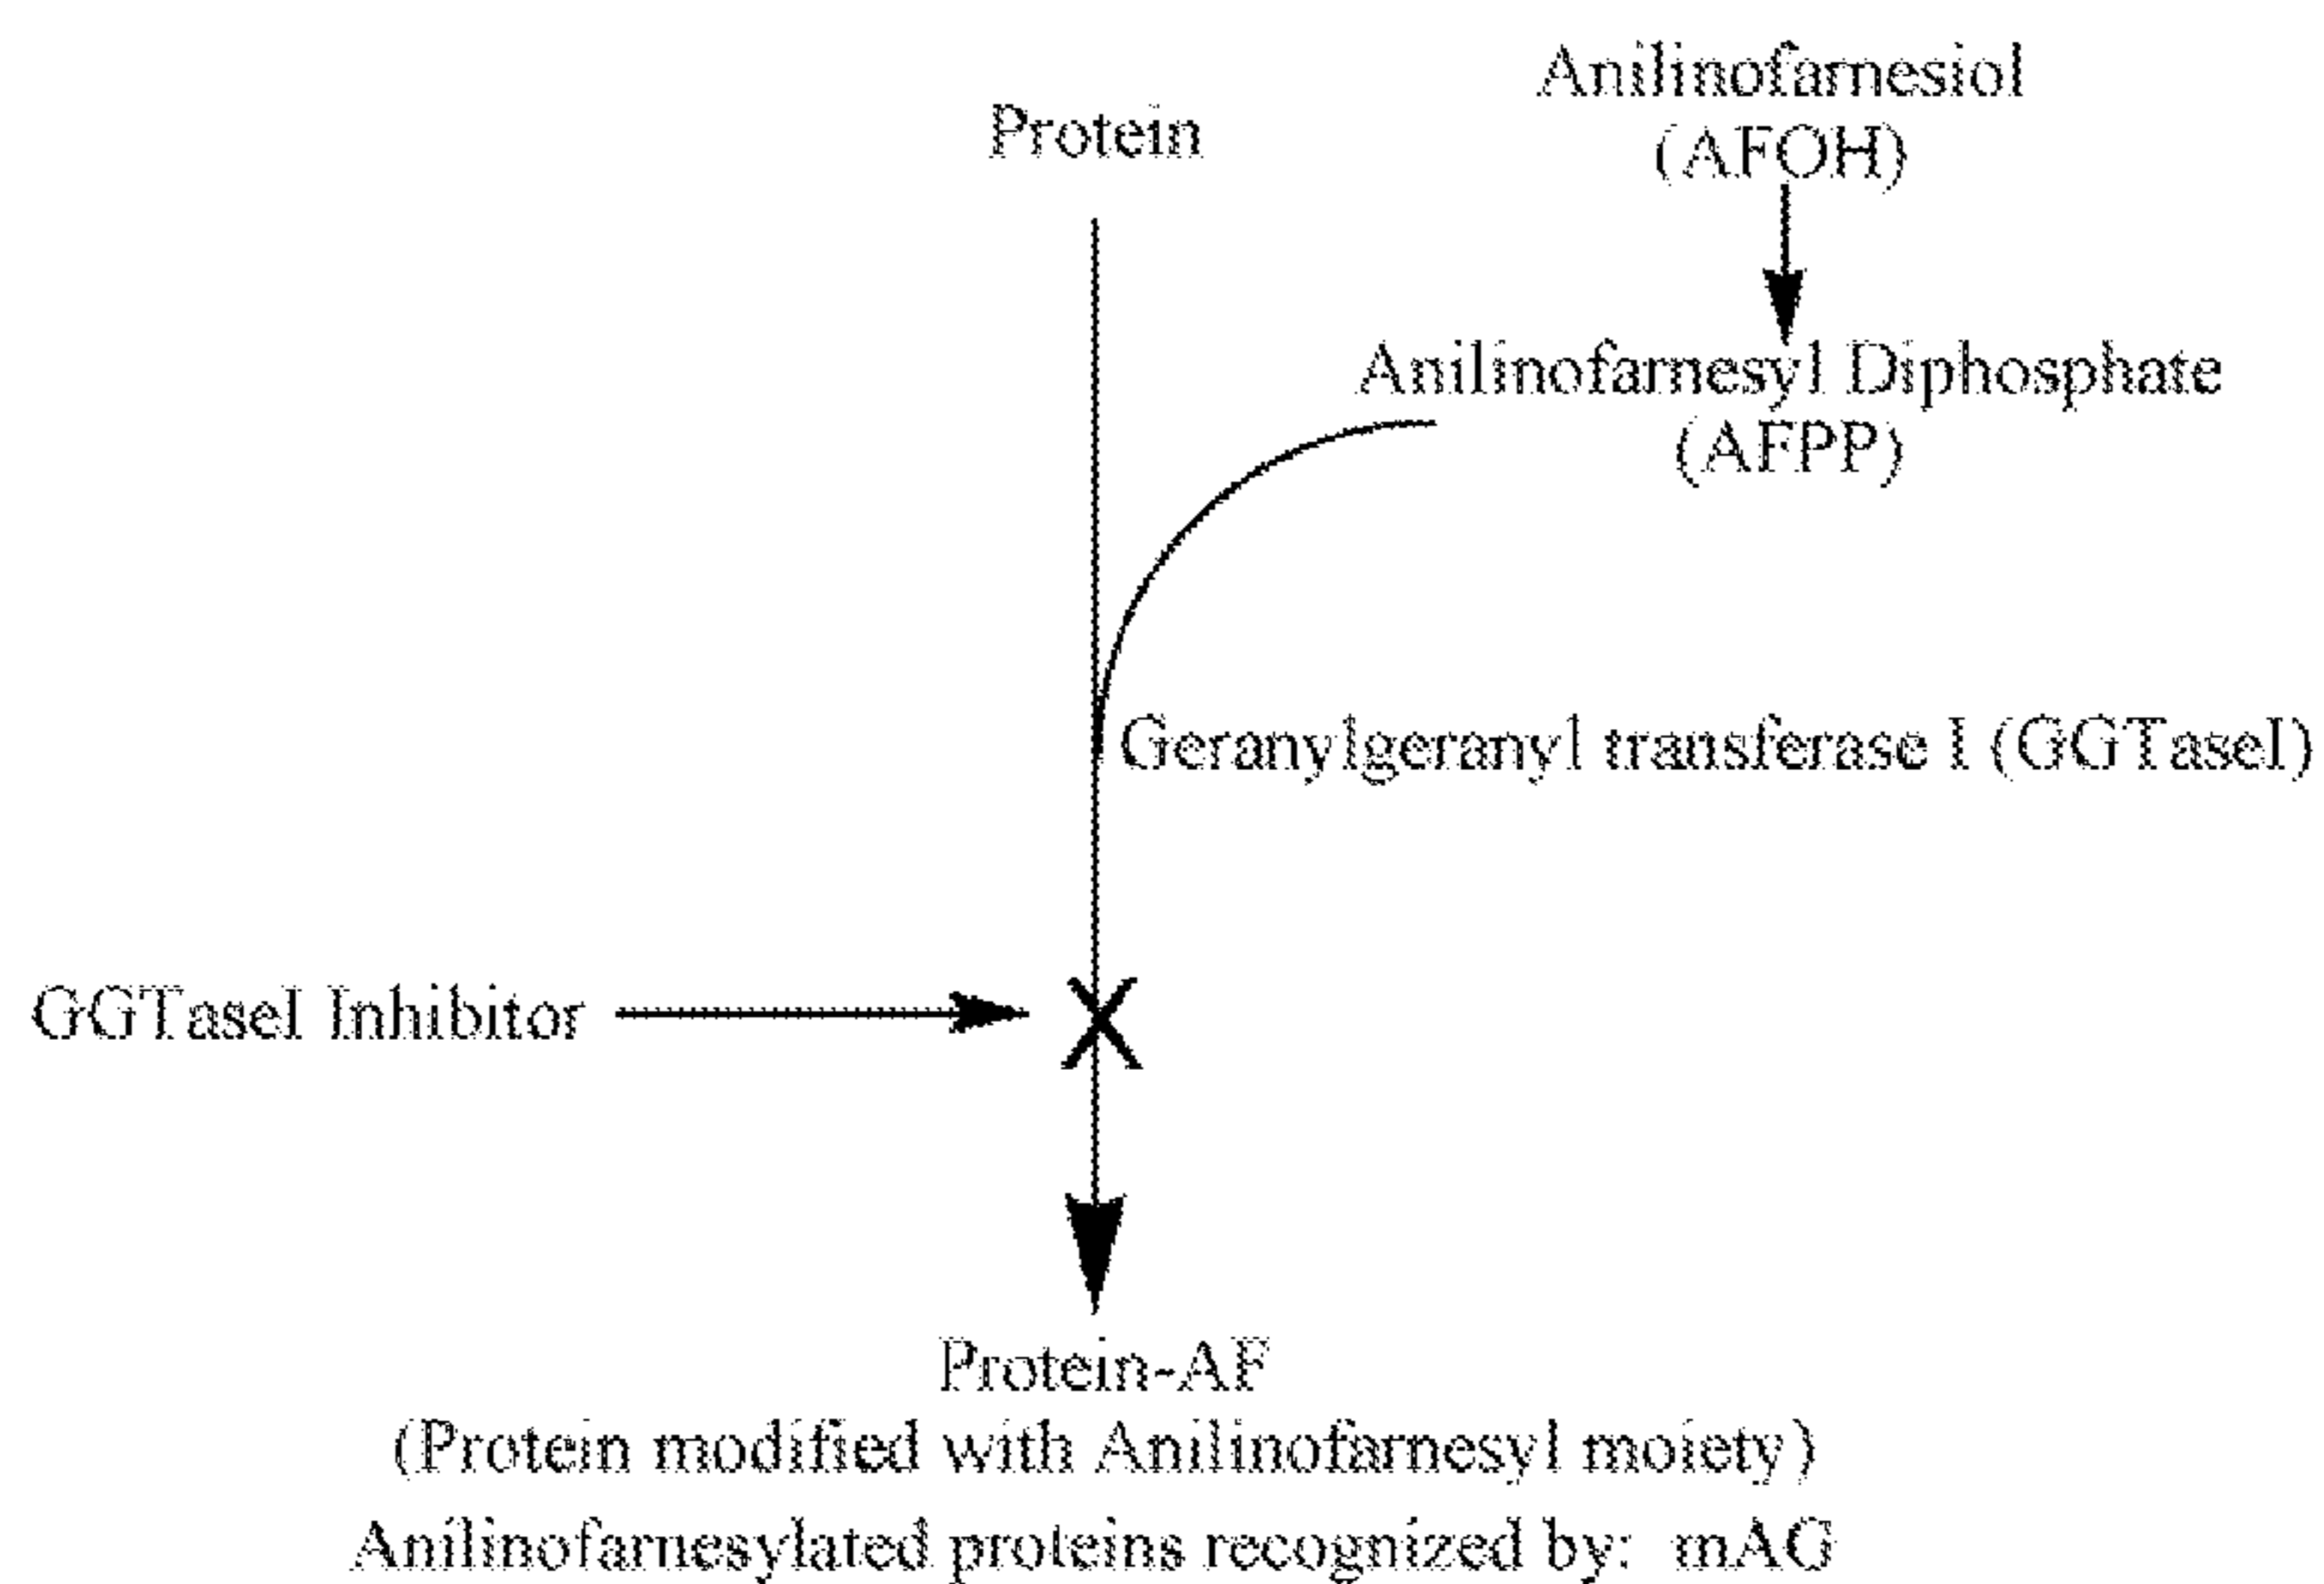 Anilinofarnesiol
Protein
(AFOH)
Anilinofarnesyl Diphosphate
(AFPP)
Geranylgeranyl transferase I (GGTaseI)
GGTaseI Inhibitor
Protein-AF
(Protein modified with Anilinofarnesyl moiety)
Anilinofarnesylated proteins recognized by: mAG